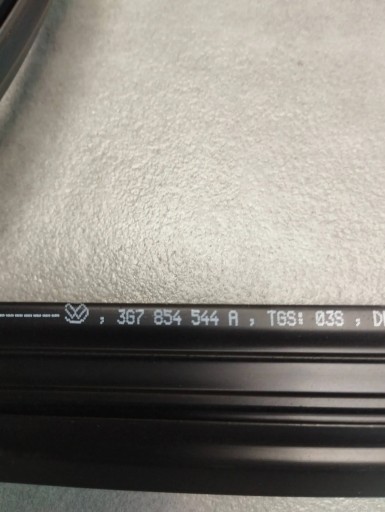 ------- , 3G7 854 544 A , TGS: 03S , D